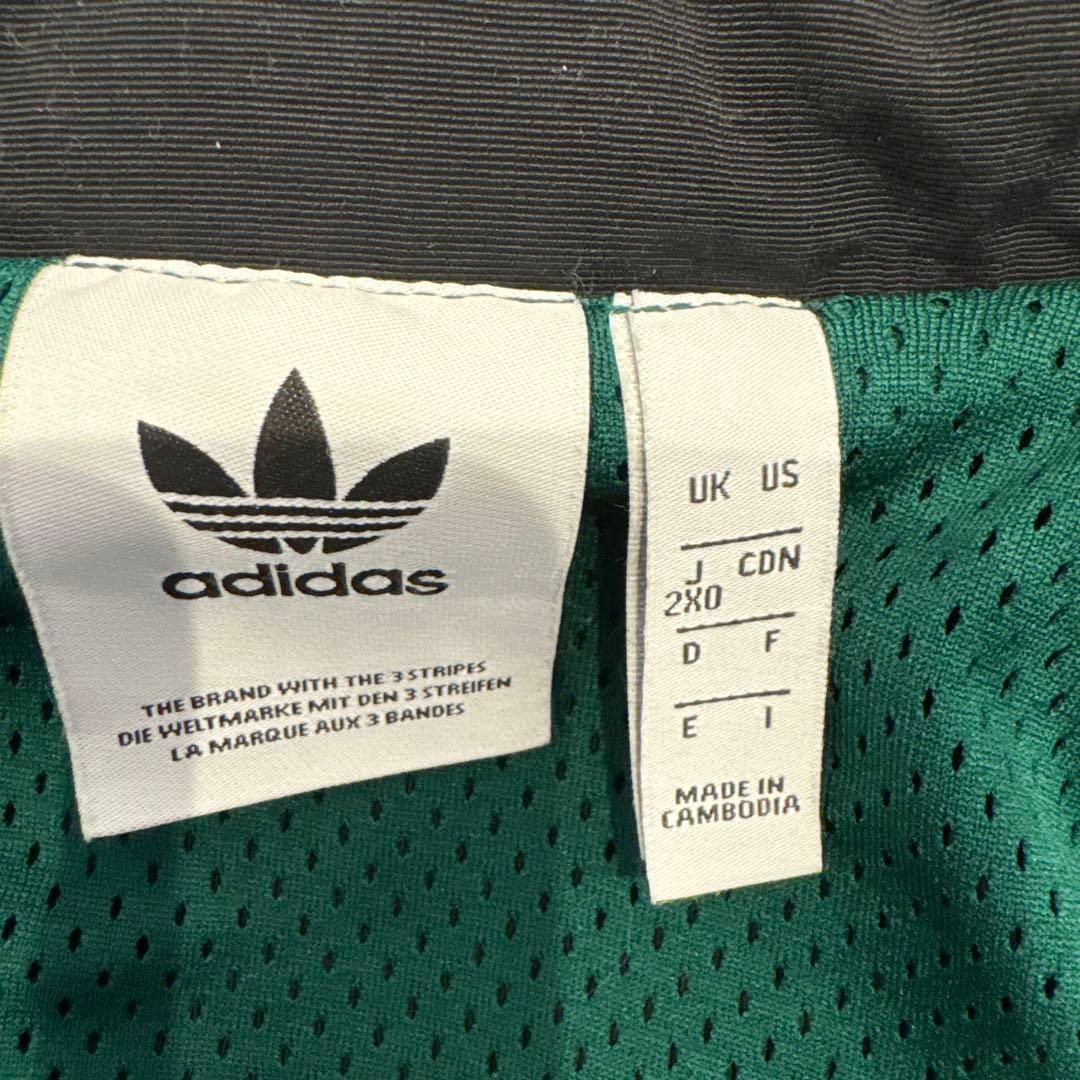 adidas
THE BRAND WITH THE 3 STRIPES
DIE WELTMARKE MIT DEN 3 STREIFEN
LA MARQUE AUX 3 BANDES
UK US
J CDN
2XO
D F
E I
MADE IN
CAMBODIA